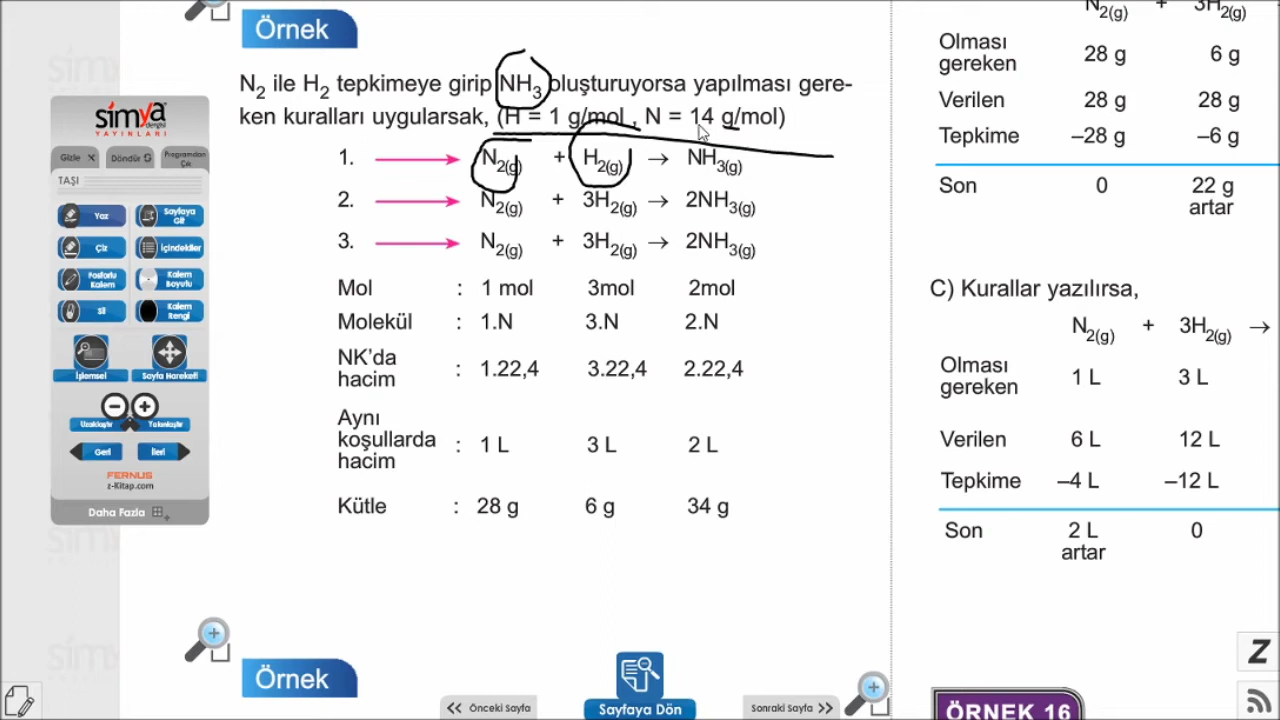 Örnek
N2 ile H2 tepkimeye girip NH3 oluşturuyorsa yapılması gere-
ken kuralları uygularsak, (H = 1 g/mol , N = 14 g/mol)
1. → N2(g) + H2(g) → NH3(g)
2. → N2(g) + 3H2(g) → 2NH3(g)
3. → N2(g) + 3H2(g) → 2NH3(g)
Mol : 1 mol 3mol 2mol
Molekül : 1.N 3.N 2.N
NK'da
hacim : 1.22,4 3.22,4 2.22,4
Aynı
koşullarda : 1 L 3 L 2 L
hacim
Kütle : 28 g 6 g 34 g
Örnek
N2(g) + 3H2(g)
Olması
gereken 28 g 6 g
Verilen 28 g 28 g
Tepkime –28 g –6 g
Son 0 22 g
artar
C) Kurallar yazılırsa,
N2(g) + 3H2(g) →
Olması
gereken 1 L 3 L
Verilen 6 L 12 L
Tepkime –4 L –12 L
Son 2 L 0
artar
ÖRNEK 16
simya
dergisi
YAYINLARI
Gizle X
Döndür
Programdan
Çık
TAŞI
Yaz
Sayfaya
Git
Çiz
İçindekiler
Fosforlu
Kalem
Kalem
Boyutu
Sil
Kalem
Rengi
İşlemsel
Sayfa Hareketi
Uzaklaştır
Yakınlaştır
Geri
İleri
FERNUS
z-Kitap.com
Daha Fazla
<< Önceki Sayfa
Sayfaya Dön
Sonraki Sayfa >>
Z